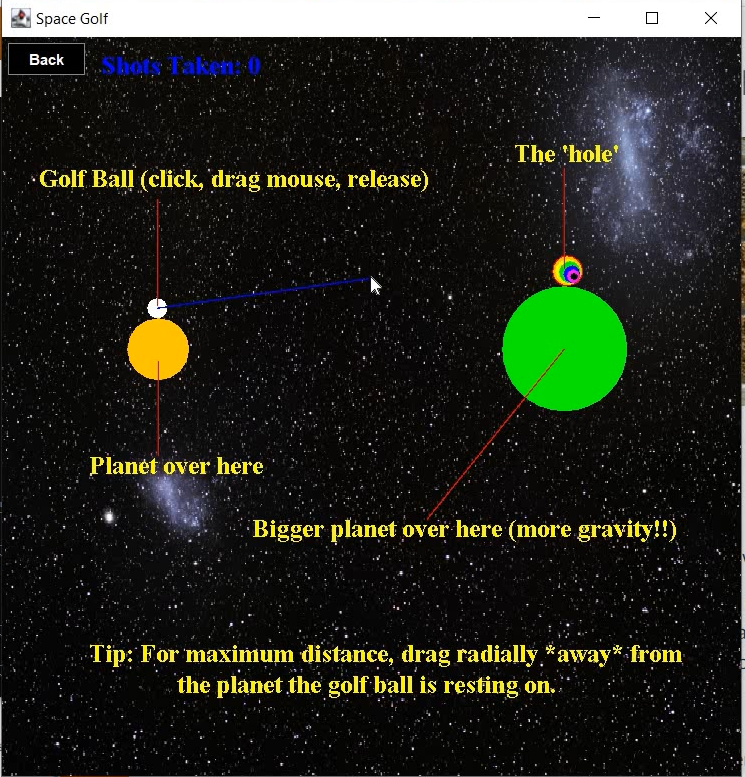 Space Golf
Back
Shots Taken: 0
The 'hole'
Golf Ball (click, drag mouse, release)
Planet over here
Bigger planet over here (more gravity!!)
Tip: For maximum distance, drag radially *away* from
the planet the golf ball is resting on.